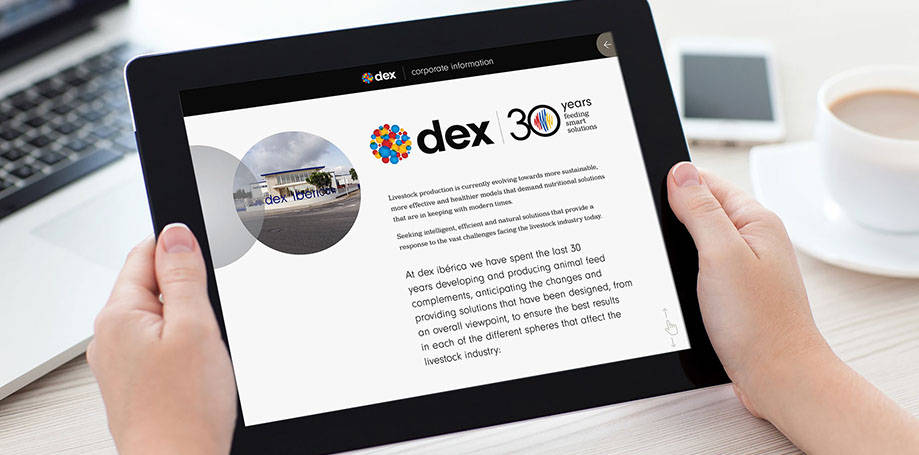 dex corporate information
dex 30 years
feeding
smart
solutions
dex ibérica
Livestock production is currently evolving towards more sustainable,
more effective and healthier models that demand nutritional solutions
that are in keeping with modern times.
Seeking intelligent, efficient and natural solutions that provide a
response to the vast challenges facing the livestock industry today.
At dex ibérica we have spent the last 30
years developing and producing animal feed
complements, anticipating the changes and
providing solutions that have been designed, from
an overall viewpoint, to ensure the best results
in each of the different spheres that affect the
livestock industry: